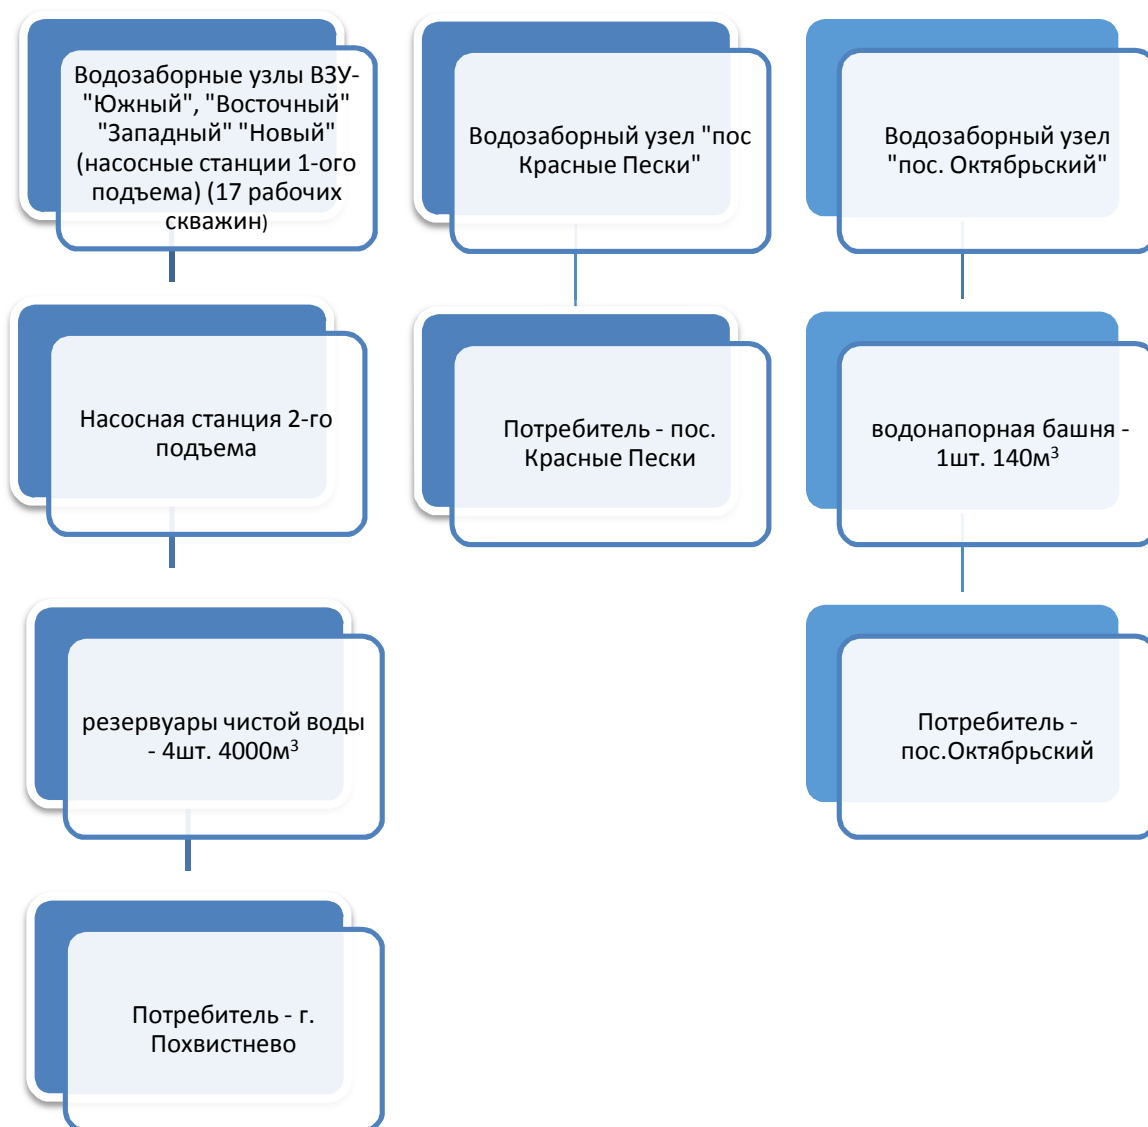 Водозаборные узлы ВЗУ-
"Южный", "Восточный"
"Западный" "Новый"
(насосные станции 1-ого
подъема) (17 рабочих
скважин)
Насосная станция 2-го
подъема
резервуары чистой воды
- 4шт. 4000м³
Потребитель - г.
Похвистнево
Водозаборный узел "пос
Красные Пески"
Потребитель - пос.
Красные Пески
Водозаборный узел
"пос. Октябрьский"
водонапорная башня -
1шт. 140м³
Потребитель -
пос.Октябрьский